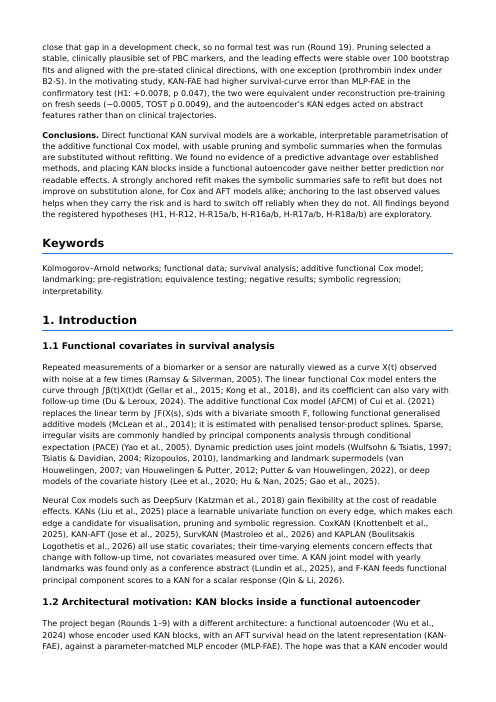 close that gap in a development check, so no formal test was run (Round 19). Pruning selected a
stable, clinically plausible set of PBC markers, and the leading effects were stable over 100 bootstrap
fits and aligned with the pre-stated clinical directions, with one exception (prothrombin index under
B2-S). In the motivating study, KAN-FAE had higher survival-curve error than MLP-FAE in the
confirmatory test (H1: +0.0078, p 0.047), the two were equivalent under reconstruction pre-training
on fresh seeds (−0.0005, TOST p 0.0049), and the autoencoder's KAN edges acted on abstract
features rather than on clinical trajectories.
Conclusions. Direct functional KAN survival models are a workable, interpretable parametrisation of
the additive functional Cox model, with usable pruning and symbolic summaries when the formulas
are substituted without refitting. We found no evidence of a predictive advantage over established
methods, and placing KAN blocks inside a functional autoencoder gave neither better prediction nor
readable effects. A strongly anchored refit makes the symbolic summaries safe to refit but does not
improve on substitution alone, for Cox and AFT models alike; anchoring to the last observed values
helps when they carry the risk and is hard to switch off reliably when they do not. All findings beyond
the registered hypotheses (H1, H-R12, H-R15a/b, H-R16a/b, H-R17a/b, H-R18a/b) are exploratory.
Keywords
Kolmogorov–Arnold networks; functional data; survival analysis; additive functional Cox model;
landmarking; pre-registration; equivalence testing; negative results; symbolic regression;
interpretability.
1. Introduction
1.1 Functional covariates in survival analysis
Repeated measurements of a biomarker or a sensor are naturally viewed as a curve X(t) observed
with noise at a few times (Ramsay & Silverman, 2005). The linear functional Cox model enters the
curve through ∫β(t)X(t)dt (Gellar et al., 2015; Kong et al., 2018), and its coefficient can also vary with
follow-up time (Du & Leroux, 2024). The additive functional Cox model (AFCM) of Cui et al. (2021)
replaces the linear term by ∫F(X(s), s)ds with a bivariate smooth F, following functional generalised
additive models (McLean et al., 2014); it is estimated with penalised tensor-product splines. Sparse,
irregular visits are commonly handled by principal components analysis through conditional
expectation (PACE) (Yao et al., 2005). Dynamic prediction uses joint models (Wulfsohn & Tsiatis, 1997;
Tsiatis & Davidian, 2004; Rizopoulos, 2010), landmarking and landmark supermodels (van
Houwelingen, 2007; van Houwelingen & Putter, 2012; Putter & van Houwelingen, 2022), or deep
models of the covariate history (Lee et al., 2020; Hu & Nan, 2025; Gao et al., 2025).
Neural Cox models such as DeepSurv (Katzman et al., 2018) gain flexibility at the cost of readable
effects. KANs (Liu et al., 2025) place a learnable univariate function on every edge, which makes each
edge a candidate for visualisation, pruning and symbolic regression. CoxKAN (Knottenbelt et al.,
2025), KAN-AFT (Jose et al., 2025), SurvKAN (Mastroleo et al., 2026) and KAPLAN (Boulitsakis
Logothetis et al., 2026) all use static covariates; their time-varying elements concern effects that
change with follow-up time, not covariates measured over time. A KAN joint model with yearly
landmarks was found only as a conference abstract (Lundin et al., 2025), and F-KAN feeds functional
principal component scores to a KAN for a scalar response (Qin & Li, 2026).
1.2 Architectural motivation: KAN blocks inside a functional autoencoder
The project began (Rounds 1–9) with a different architecture: a functional autoencoder (Wu et al.,
2024) whose encoder used KAN blocks, with an AFT survival head on the latent representation (KAN-
FAE), against a parameter-matched MLP encoder (MLP-FAE). The hope was that a KAN encoder would